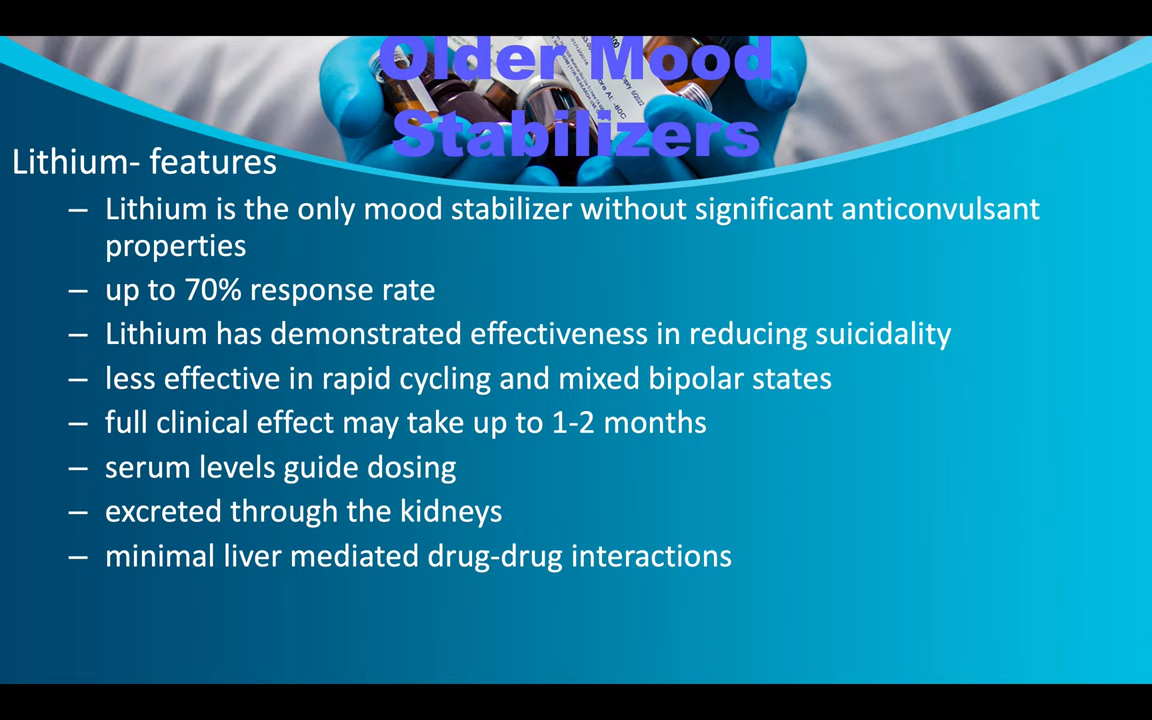 Older Mood
Stabilizers
Lithium- features
– Lithium is the only mood stabilizer without significant anticonvulsant
properties
– up to 70% response rate
– Lithium has demonstrated effectiveness in reducing suicidality
– less effective in rapid cycling and mixed bipolar states
– full clinical effect may take up to 1-2 months
– serum levels guide dosing
– excreted through the kidneys
– minimal liver mediated drug-drug interactions